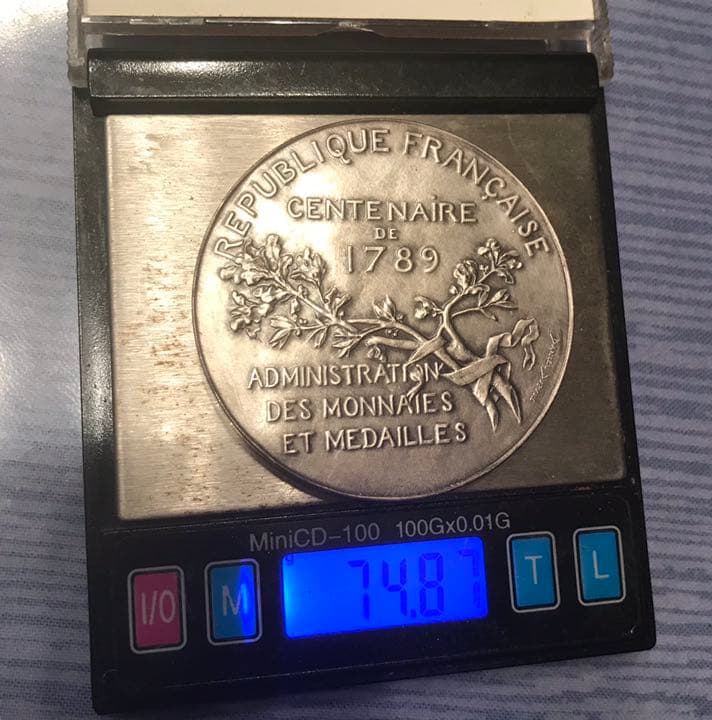 REPUBLIQUE FRANÇAISE
CENTENAIRE
DE
1789
ADMINISTRATION
DES MONNAIES
ET MEDAILLES
MiniCD-100 100Gx0.01G
I/O M g 74.87 T L